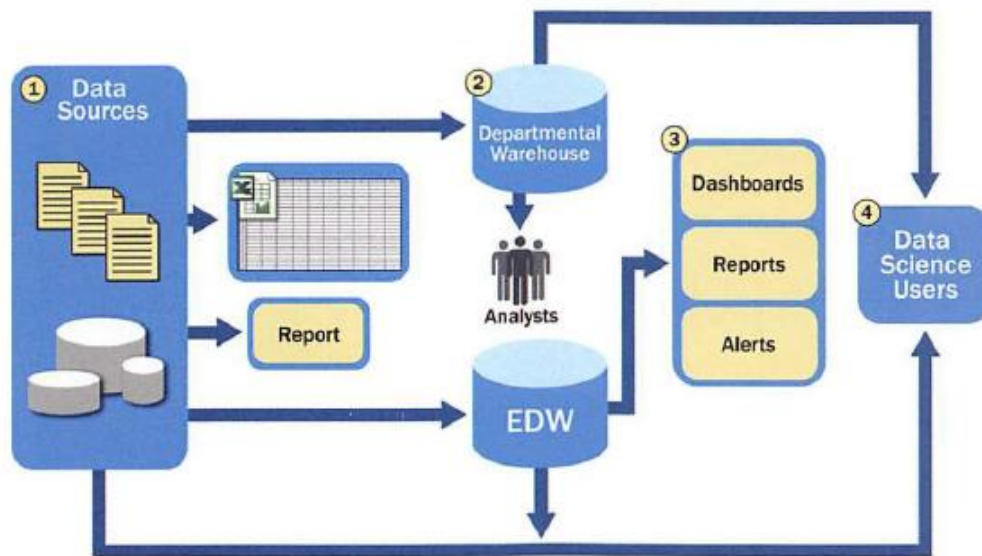 1
Data
Sources
2
Departmental
Warehouse
3
Dashboards
4
Data
Science
Users
X
Analysts
Reports
Report
Alerts
EDW